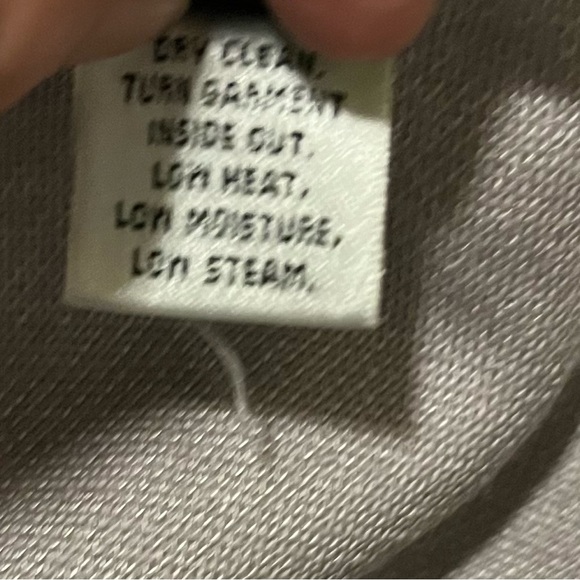 DRY CLEAN.
TURN GARMENT
INSIDE OUT.
LOW HEAT.
LOW MOISTURE,
LOW STEAM.